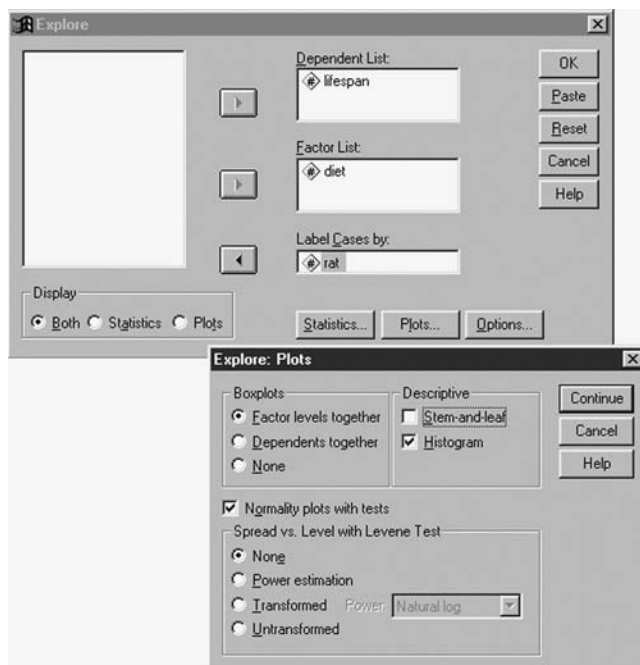 Explore
Dependent List:
lifespan
OK
Paste
Reset
Cancel
Help
Factor List:
diet
Label Cases by:
rat
Display
Both Statistics Plots
Statistics... Plots... Options...
Explore: Plots
Boxplots
Factor levels together
Dependents together
None
Descriptive
Stem-and-leaf
Histogram
Continue
Cancel
Help
Normality plots with tests
Spread vs. Level with Levene Test
None
Power estimation
Transformed Power: Natural log
Untransformed